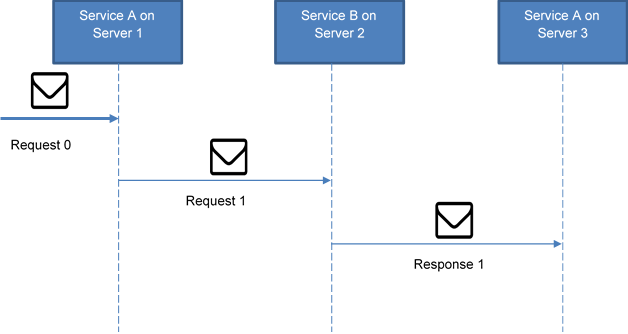 Service A on
Server 1
Service B on
Server 2
Service A on
Server 3
Request 0
Request 1
Response 1